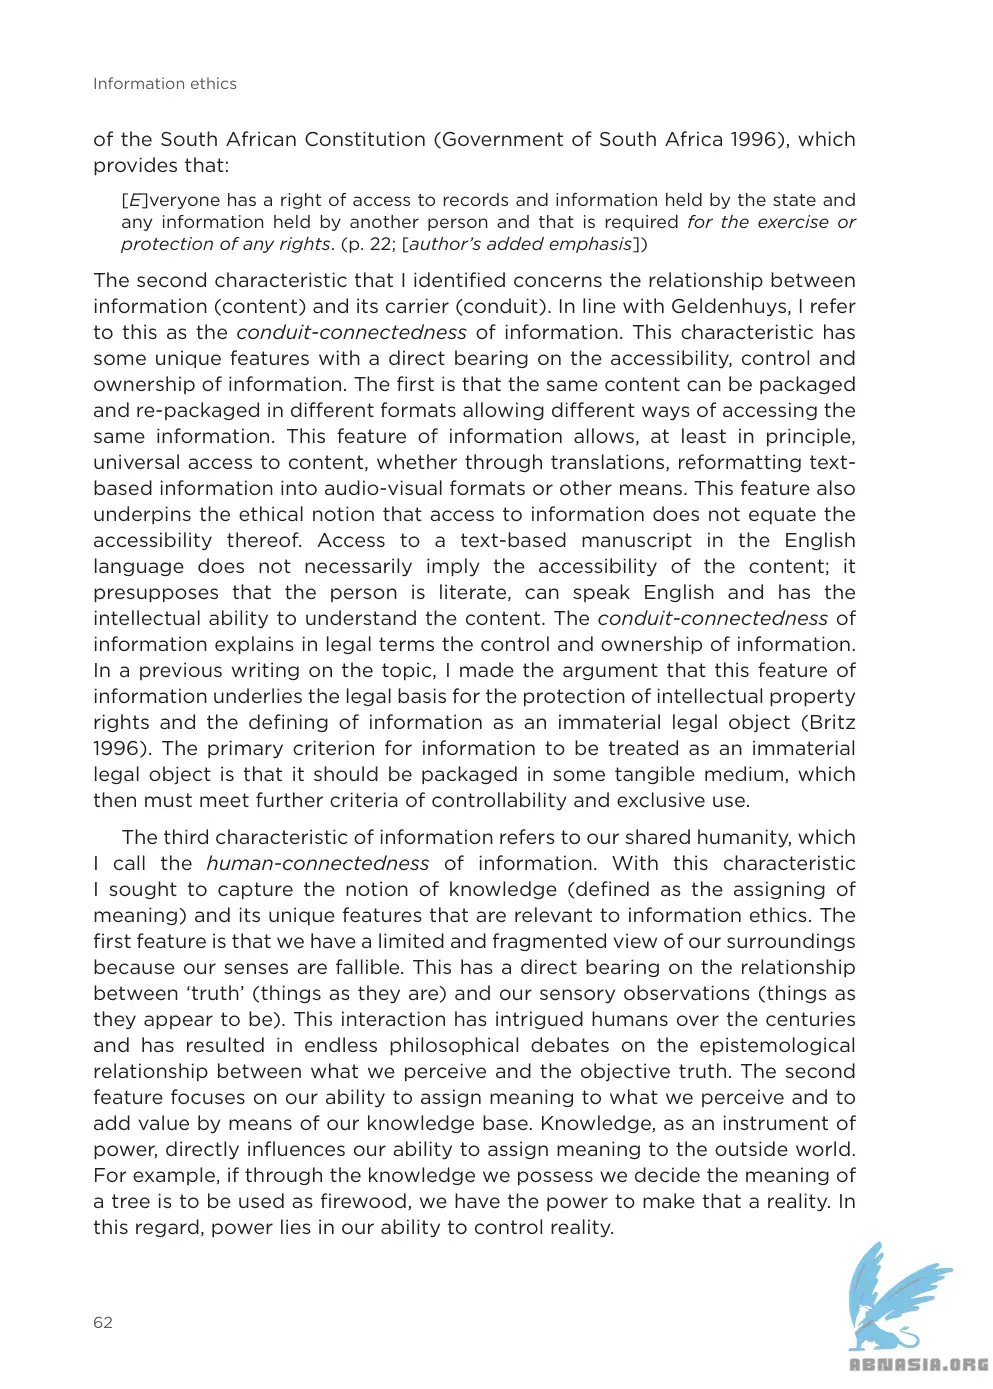 Information ethics
of the South African Constitution (Government of South Africa 1996), which
provides that:
[E]veryone has a right of access to records and information held by the state and
any information held by another person and that is required for the exercise or
protection of any rights. (p. 22; [author’s added emphasis])
The second characteristic that I identified concerns the relationship between
information (content) and its carrier (conduit). In line with Geldenhuys, I refer
to this as the conduit-connectedness of information. This characteristic has
some unique features with a direct bearing on the accessibility, control and
ownership of information. The first is that the same content can be packaged
and re-packaged in different formats allowing different ways of accessing the
same information. This feature of information allows, at least in principle,
universal access to content, whether through translations, reformatting text-
based information into audio-visual formats or other means. This feature also
underpins the ethical notion that access to information does not equate the
accessibility thereof. Access to a text-based manuscript in the English
language does not necessarily imply the accessibility of the content; it
presupposes that the person is literate, can speak English and has the
intellectual ability to understand the content. The conduit-connectedness of
information explains in legal terms the control and ownership of information.
In a previous writing on the topic, I made the argument that this feature of
information underlies the legal basis for the protection of intellectual property
rights and the defining of information as an immaterial legal object (Britz
1996). The primary criterion for information to be treated as an immaterial
legal object is that it should be packaged in some tangible medium, which
then must meet further criteria of controllability and exclusive use.
The third characteristic of information refers to our shared humanity, which
I call the human-connectedness of information. With this characteristic
I sought to capture the notion of knowledge (defined as the assigning of
meaning) and its unique features that are relevant to information ethics. The
first feature is that we have a limited and fragmented view of our surroundings
because our senses are fallible. This has a direct bearing on the relationship
between ‘truth’ (things as they are) and our sensory observations (things as
they appear to be). This interaction has intrigued humans over the centuries
and has resulted in endless philosophical debates on the epistemological
relationship between what we perceive and the objective truth. The second
feature focuses on our ability to assign meaning to what we perceive and to
add value by means of our knowledge base. Knowledge, as an instrument of
power, directly influences our ability to assign meaning to the outside world.
For example, if through the knowledge we possess we decide the meaning of
a tree is to be used as firewood, we have the power to make that a reality. In
this regard, power lies in our ability to control reality.
62
ABNASIA.ORG